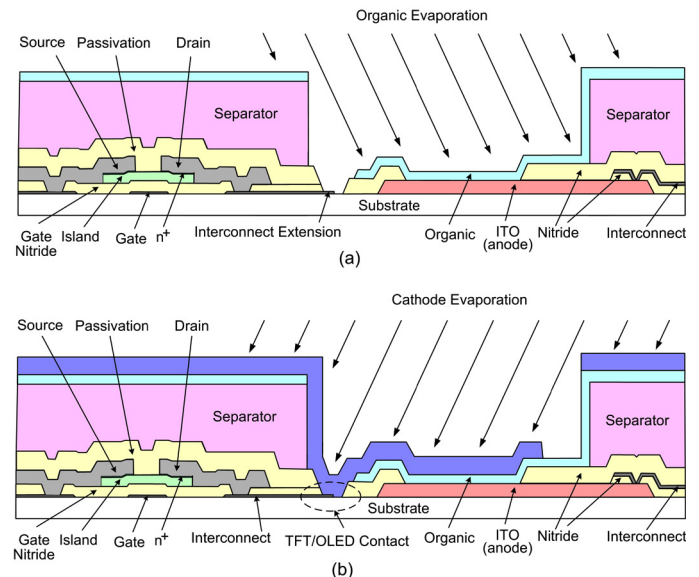 Organic Evaporation
Source
Passivation
Drain
Separator
Separator
Substrate
Gate
Nitride
Island
Gate
n+
Interconnect Extension
Organic
ITO
(anode)
Nitride
Interconnect
(a)
Cathode Evaporation
Source
Passivation
Drain
Separator
Separator
Substrate
Gate
Nitride
Island
Gate
n+
Interconnect
TFT/OLED Contact
Organic
ITO
(anode)
Nitride
Interconnect
(b)